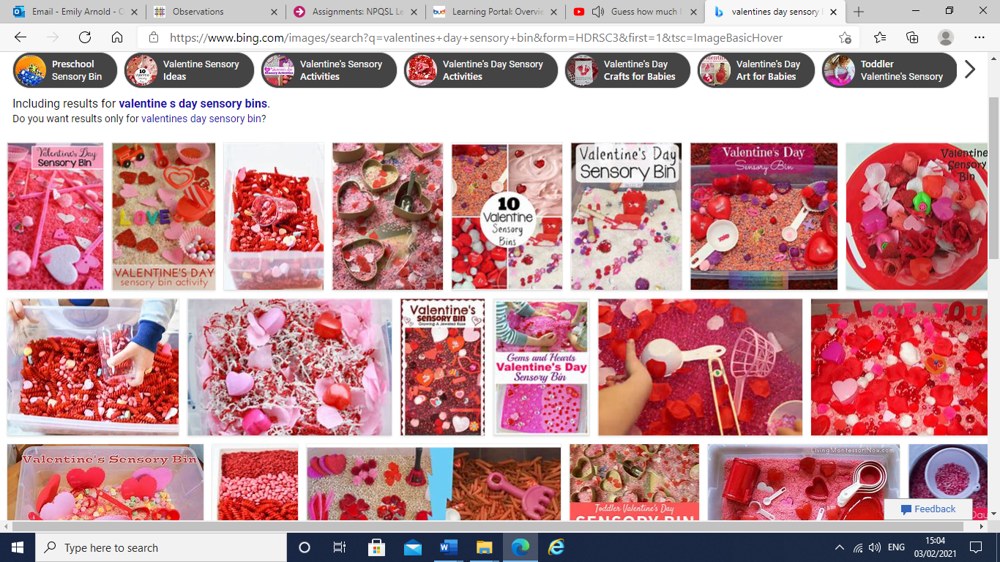 Email - Emily Arnold - O
Observations
Assignments: NPQSL Le
bud
Learning Portal: Overvie
Guess how much I
valentines day sensory
https://www.bing.com/images/search?q=valentines+day+sensory+bin&form=HDRSC3&first=1&tsc=ImageBasicHover
Preschool
Sensory Bin
Valentine Sensory
Ideas
Valentine's Sensory
Activities
Valentine's Day Sensory
Activities
Valentine's Day
Crafts for Babies
Valentine's Day
Art for Babies
Toddler
Valentine's Sensory
Including results for valentine s day sensory bins.
Do you want results only for valentines day sensory bin?
Valentine's Day
Sensory Bin
LOVE
VALENTINE'S DAY
sensory bin activity
10
Valentine
Sensory
Bins
Valentine's Day
SENSORY BIN
Valentine's Day
Sensory Bin
Valentine
Sensory
Bin
Valentine's
SENSORY BIN
Growing A Jeweled Rose
Gems and Hearts
Valentine's Day
Sensory Bin
I LOVE YOU
Valentine's Sensory Bin
Toddler Valentine's Day
SENSORY BIN
LivingMontessoriNow.com
Feedback
Type here to search
ENG
15:04
03/02/2021